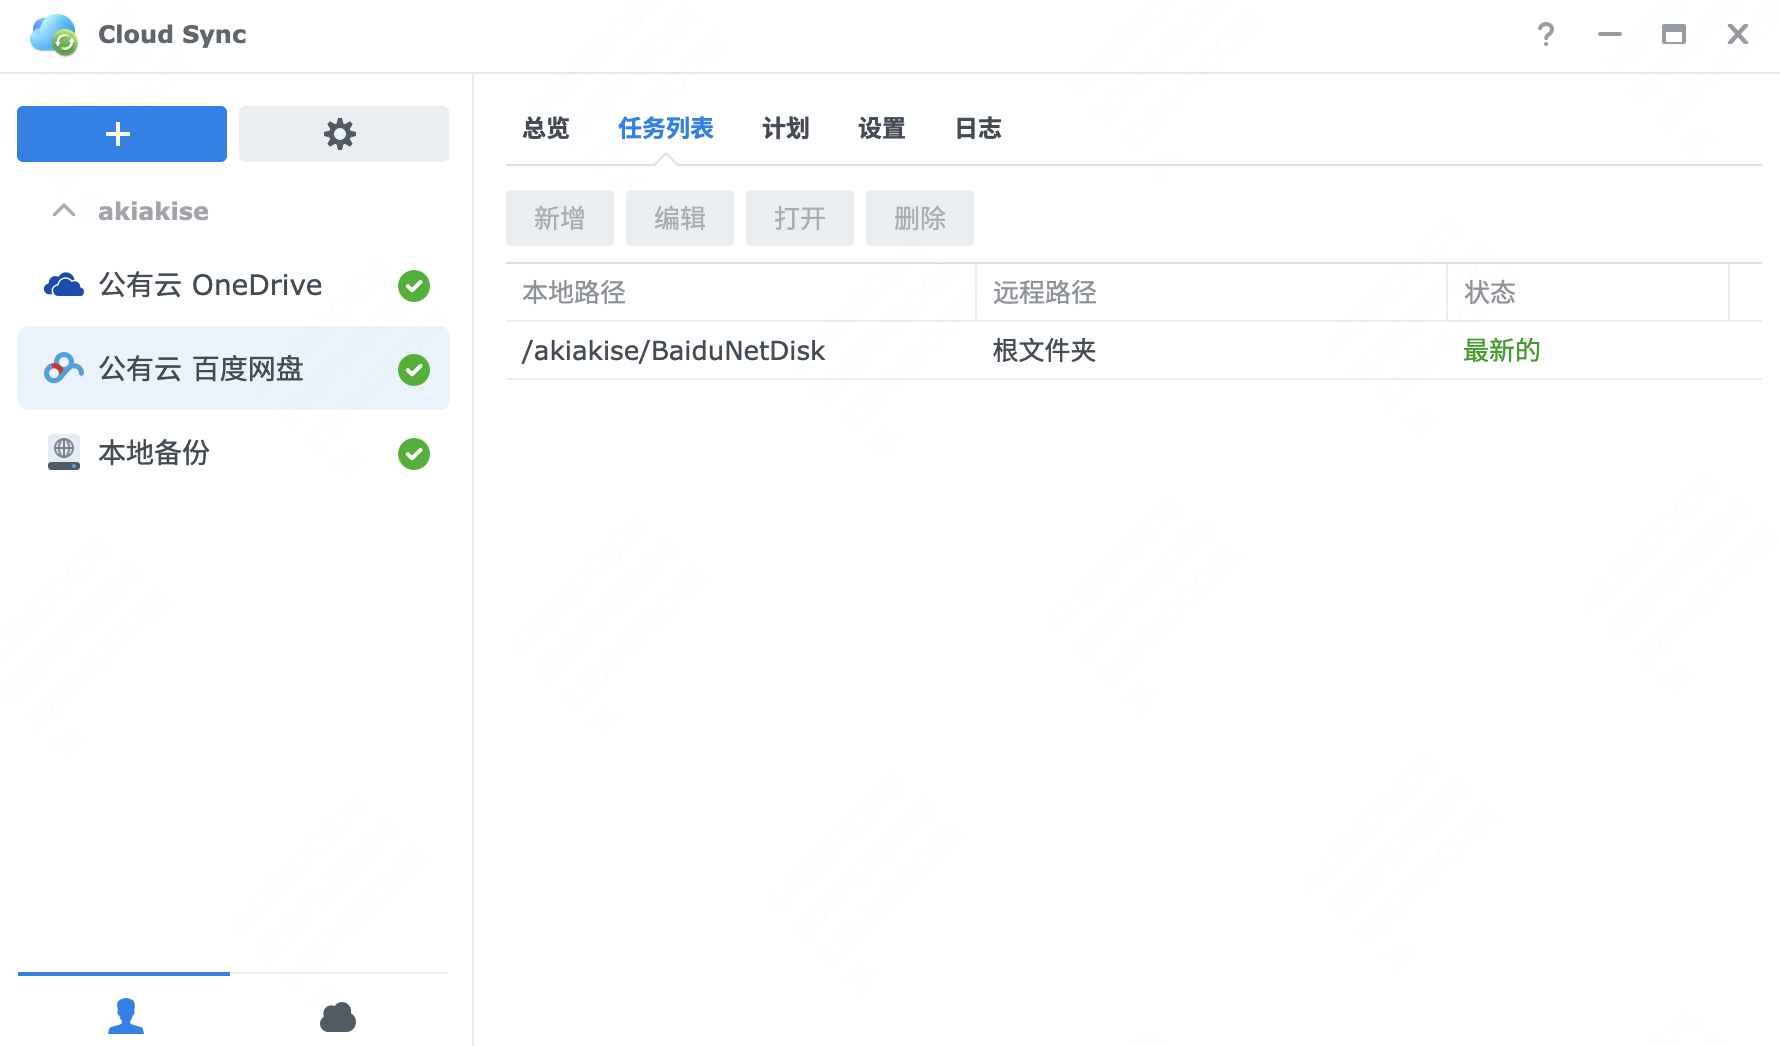 Cloud Sync
akiakise
公有云 OneDrive
公有云 百度网盘
本地备份
总览 任务列表 计划 设置 日志
新增 编辑 打开 删除
本地路径 远程路径 状态
/akiakise/BaiduNetDisk 根文件夹 最新的